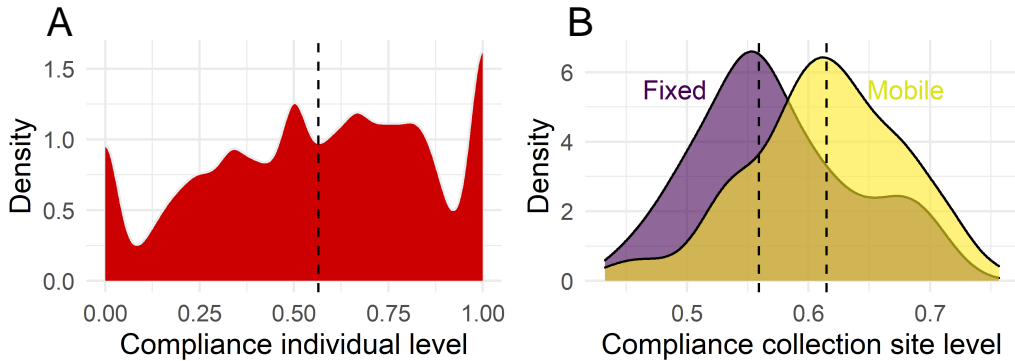 A
Density
1.5
1.0
0.5
0.0
0.00 0.25 0.50 0.75 1.00
Compliance individual level
B
Density
6
4
2
0
Fixed
Mobile
0.5 0.6 0.7
Compliance collection site level